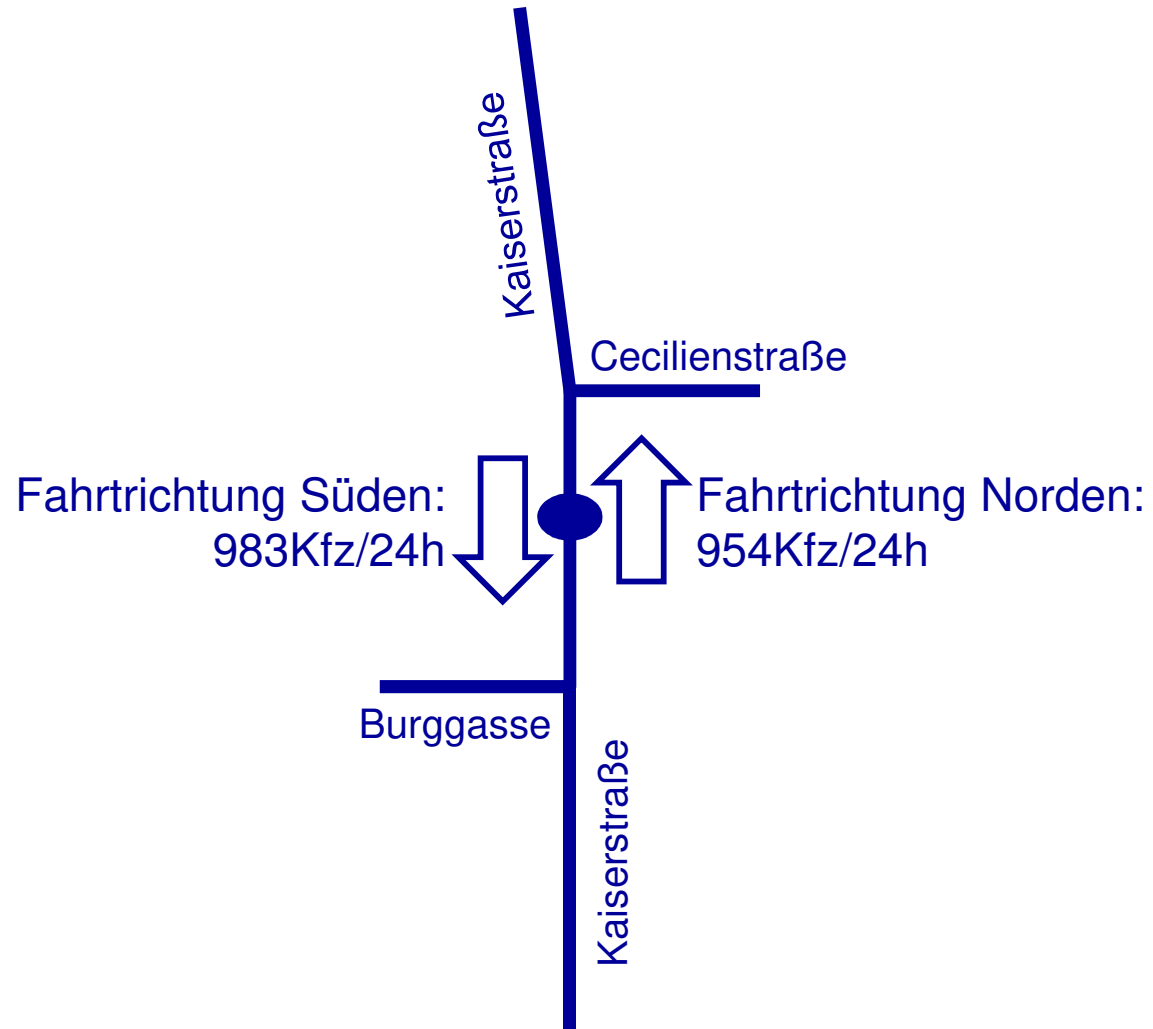 Kaiserstraße
Cecilienstraße
Fahrtrichtung Süden:
983Kfz/24h
Fahrtrichtung Norden:
954Kfz/24h
Burggasse
Kaiserstraße